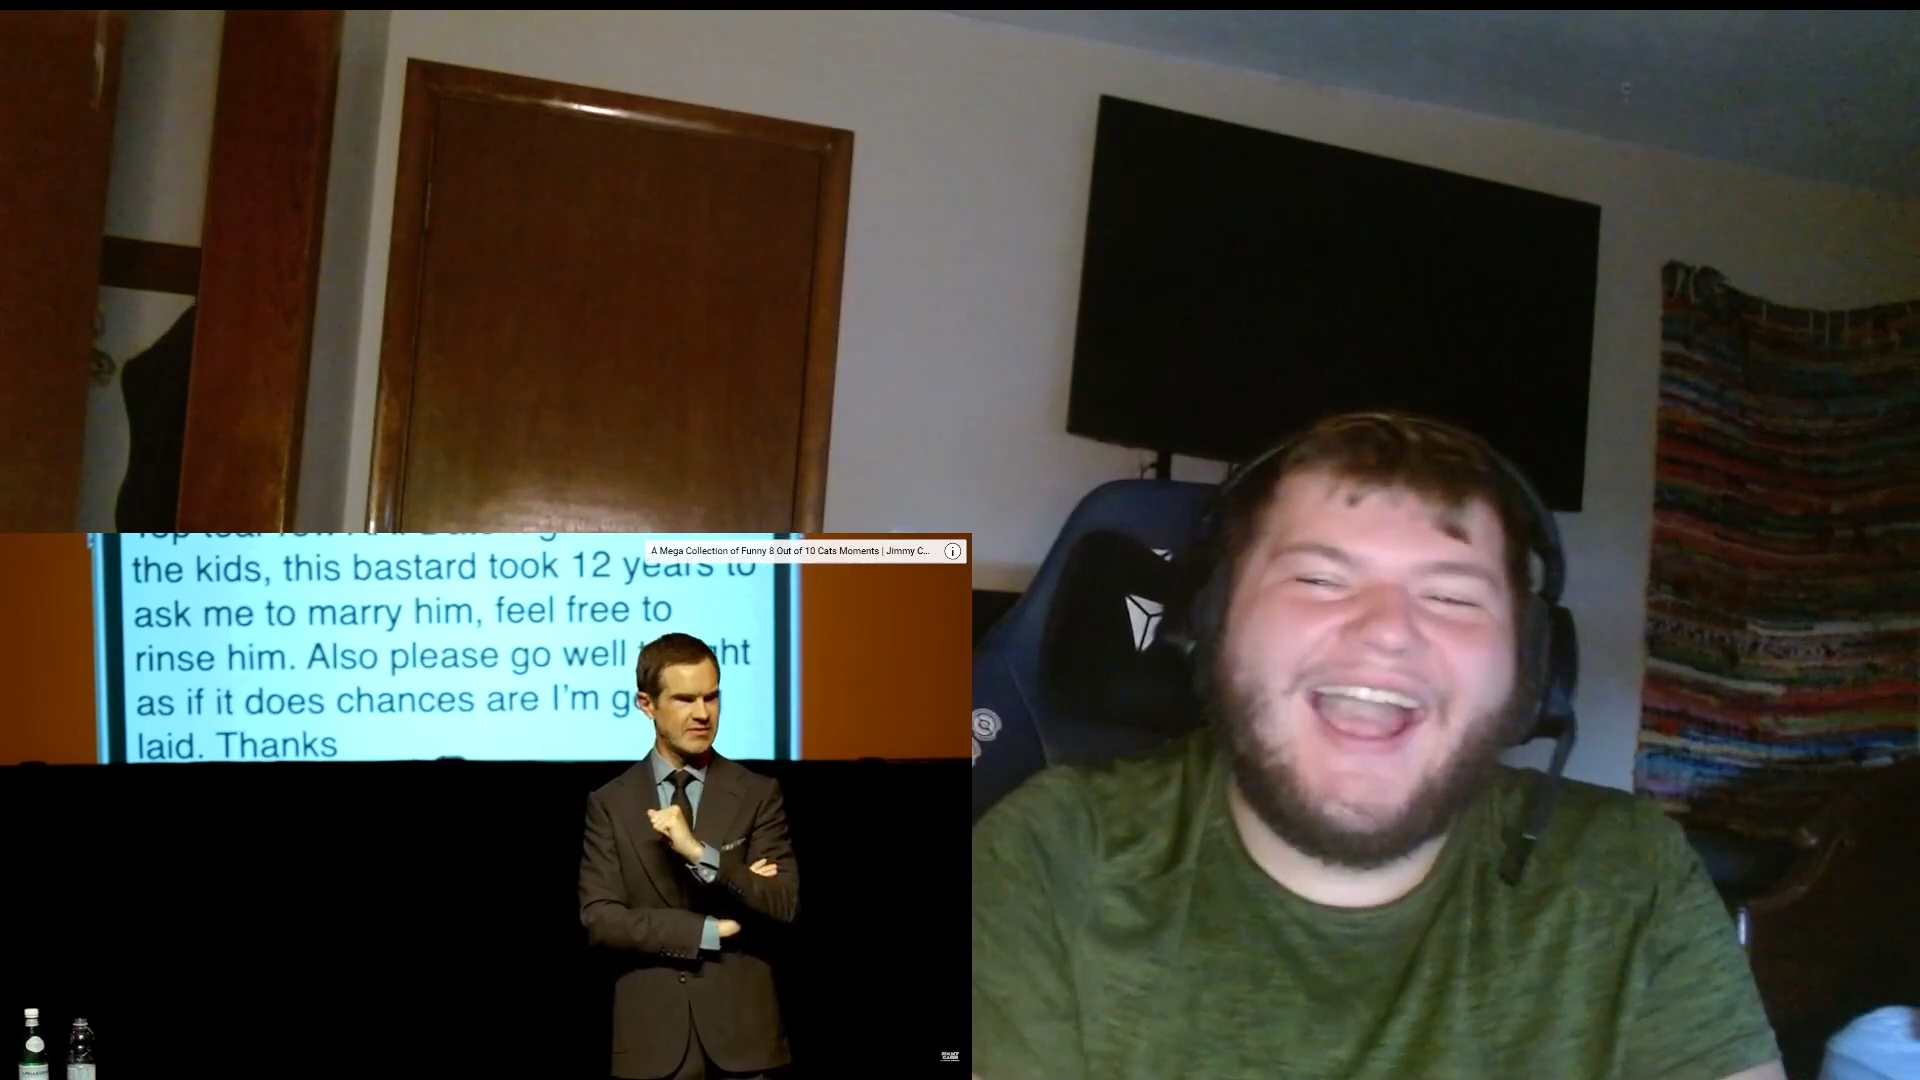 A Mega Collection of Funny 8 Out of 10 Cats Moments | Jimmy C...
the kids, this bastard took 12 years to
ask me to marry him, feel free to
rinse him. Also please go well
as if it does chances are I'm
laid. Thanks
JIMMY
CARR